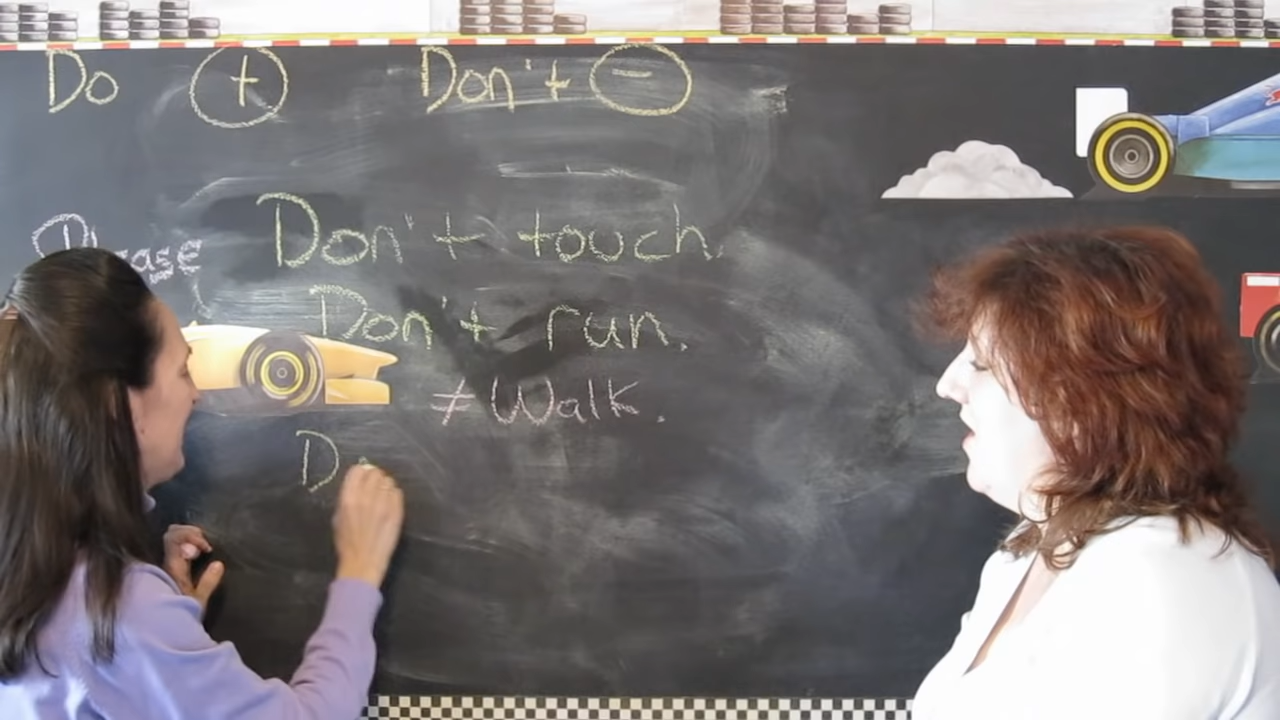 Do + Don't -
Please Don't touch.
Don't run.
≠ Walk.
D